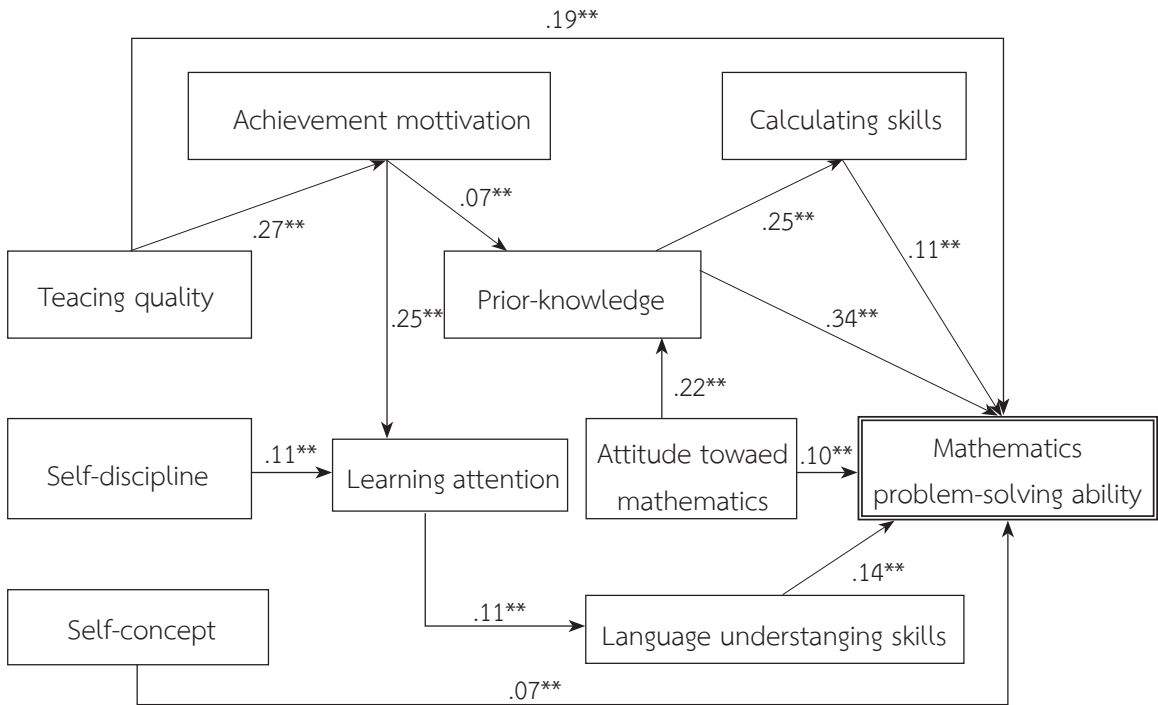 .19**
Achievement mottivation
Calculating skills
.07**
.27**
.25**
.11**
Teacing quality
Prior-knowledge
.25**
.34**
.22**
Self-discipline
.11**
Learning attention
Attitude towaed
mathematics
.10**
Mathematics
problem-solving ability
.14**
Self-concept
.11**
Language understanging skills
.07**